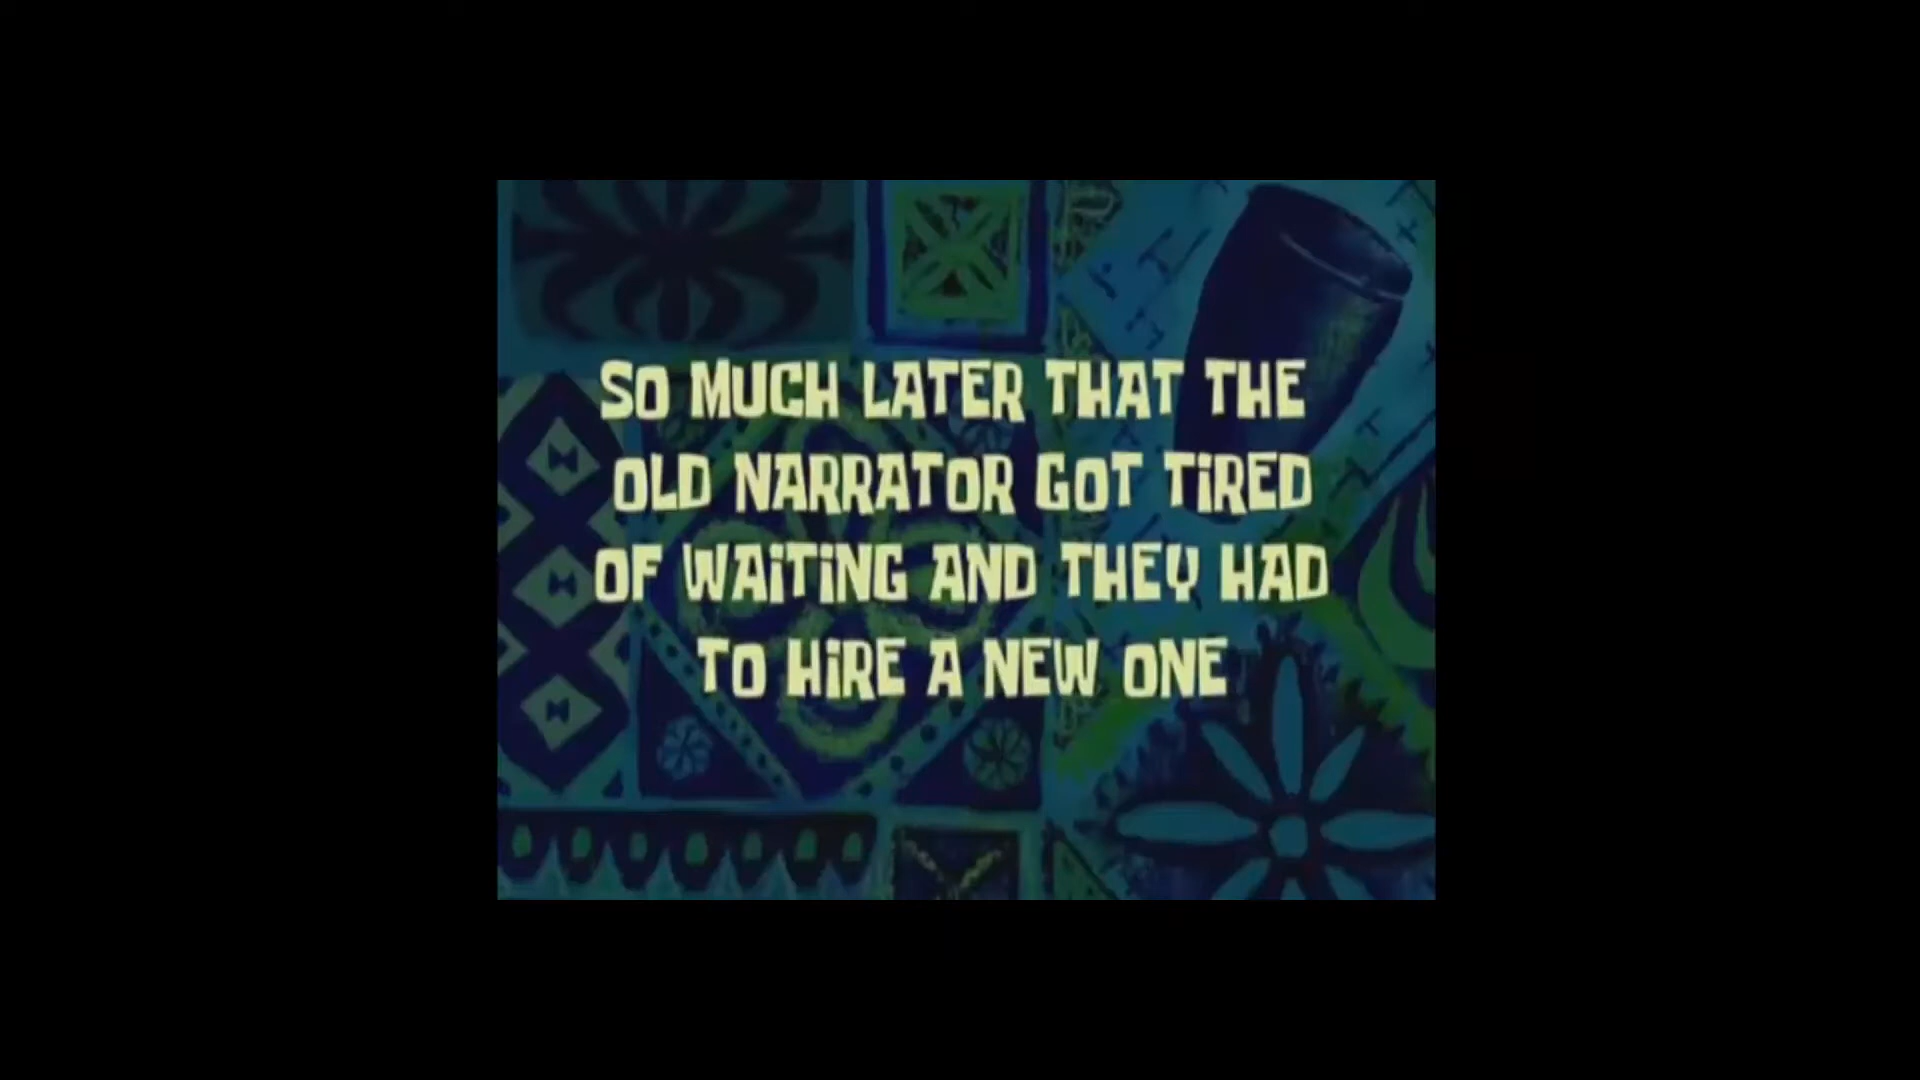 SO MUCH LATER THAT THE
OLD NARRATOR GOT TIRED
OF WAITING AND THEY HAD
TO HIRE A NEW ONE